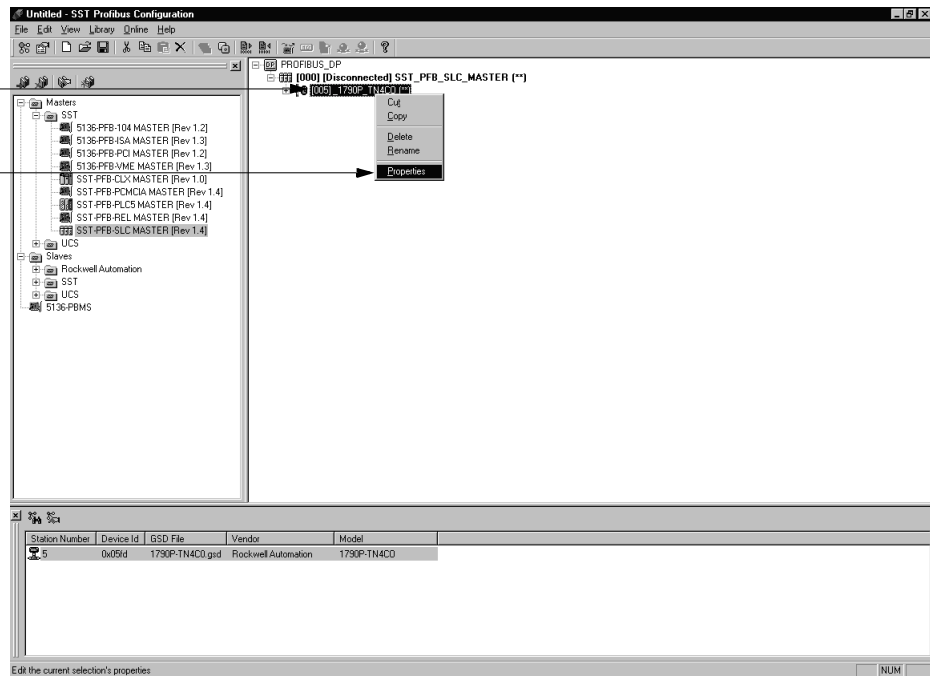 Untitled - SST Profibus Configuration
File Edit View Library Online Help
PROFIBUS_DP
[000] [Disconnected] SST_PFB_SLC_MASTER (**)
[005] _1790P_TN4CO (**)
Cut
Copy
Delete
Rename
Properties
Masters
SST
5136-PFB-104 MASTER [Rev 1.2]
5136-PFB-ISA MASTER [Rev 1.3]
5136-PFB-PCI MASTER [Rev 1.2]
5136-PFB-VME MASTER [Rev 1.3]
SST-PFB-CLX MASTER [Rev 1.0]
SST-PFB-PCMCIA MASTER [Rev 1.4]
SST-PFB-PLC5 MASTER [Rev 1.4]
SST-PFB-REL MASTER [Rev 1.4]
SST-PFB-SLC MASTER [Rev 1.4]
UCS
Slaves
Rockwell Automation
SST
UCS
5136-PBMS
Station Number Device Id GSD File Vendor Model
5 0x05fd 1790P-TN4C0.gsd Rockwell Automation 1790P-TN4CO
Edit the current selection's properties
NUM